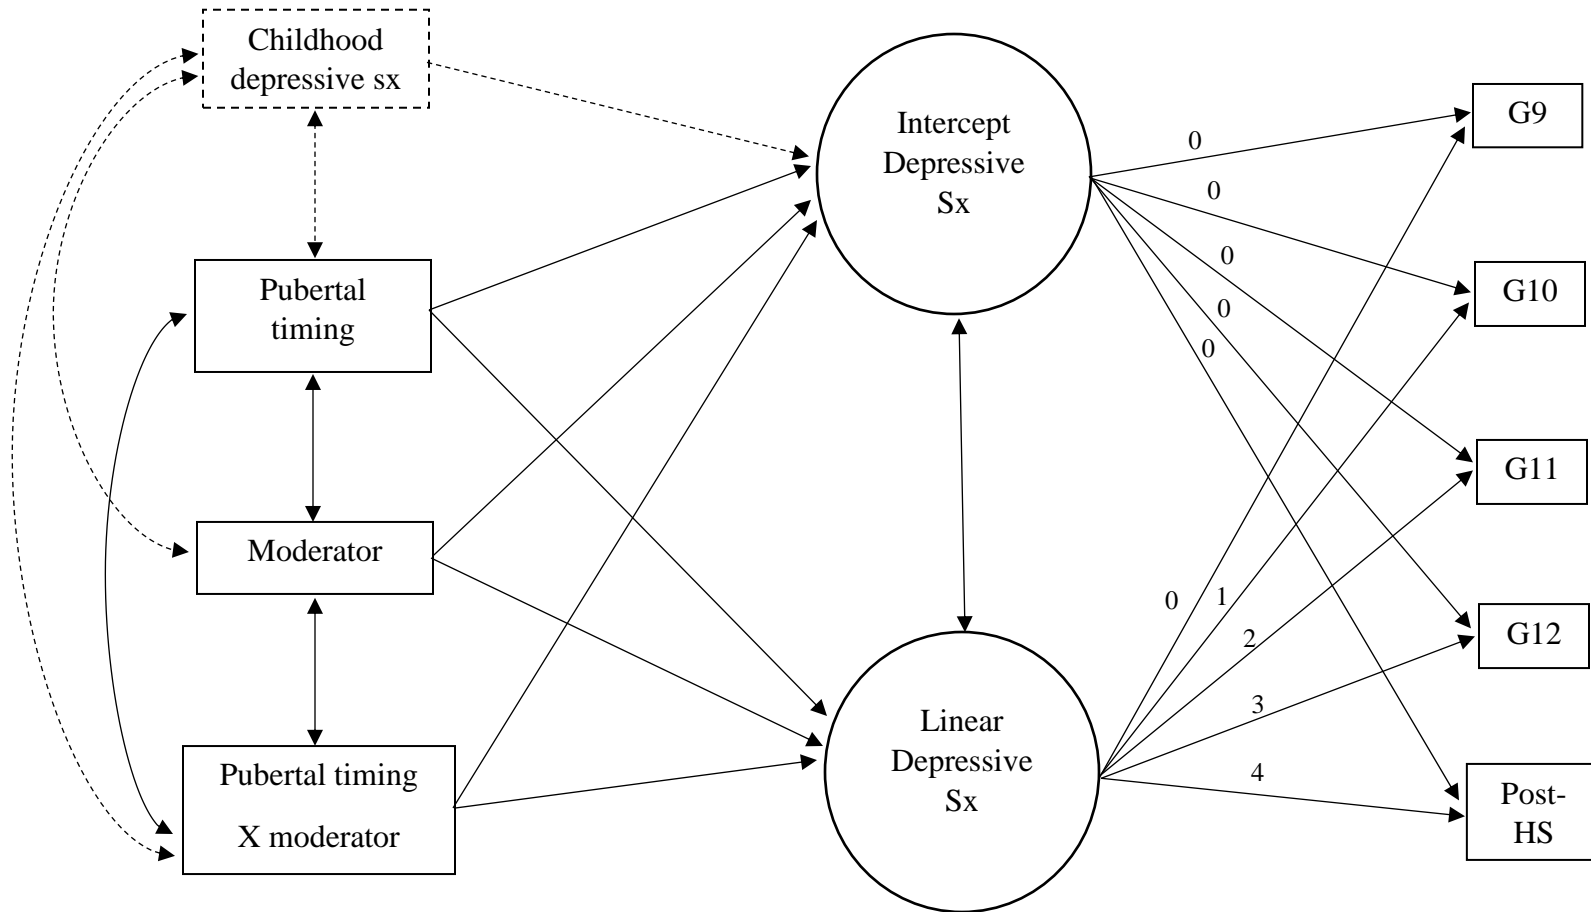 Childhood
depressive sx
Pubertal
timing
Moderator
Pubertal timing
X moderator
Intercept
Depressive
Sx
Linear
Depressive
Sx
0
0
0
0
0
0
1
2
3
4
G9
G10
G11
G12
Post-
HS